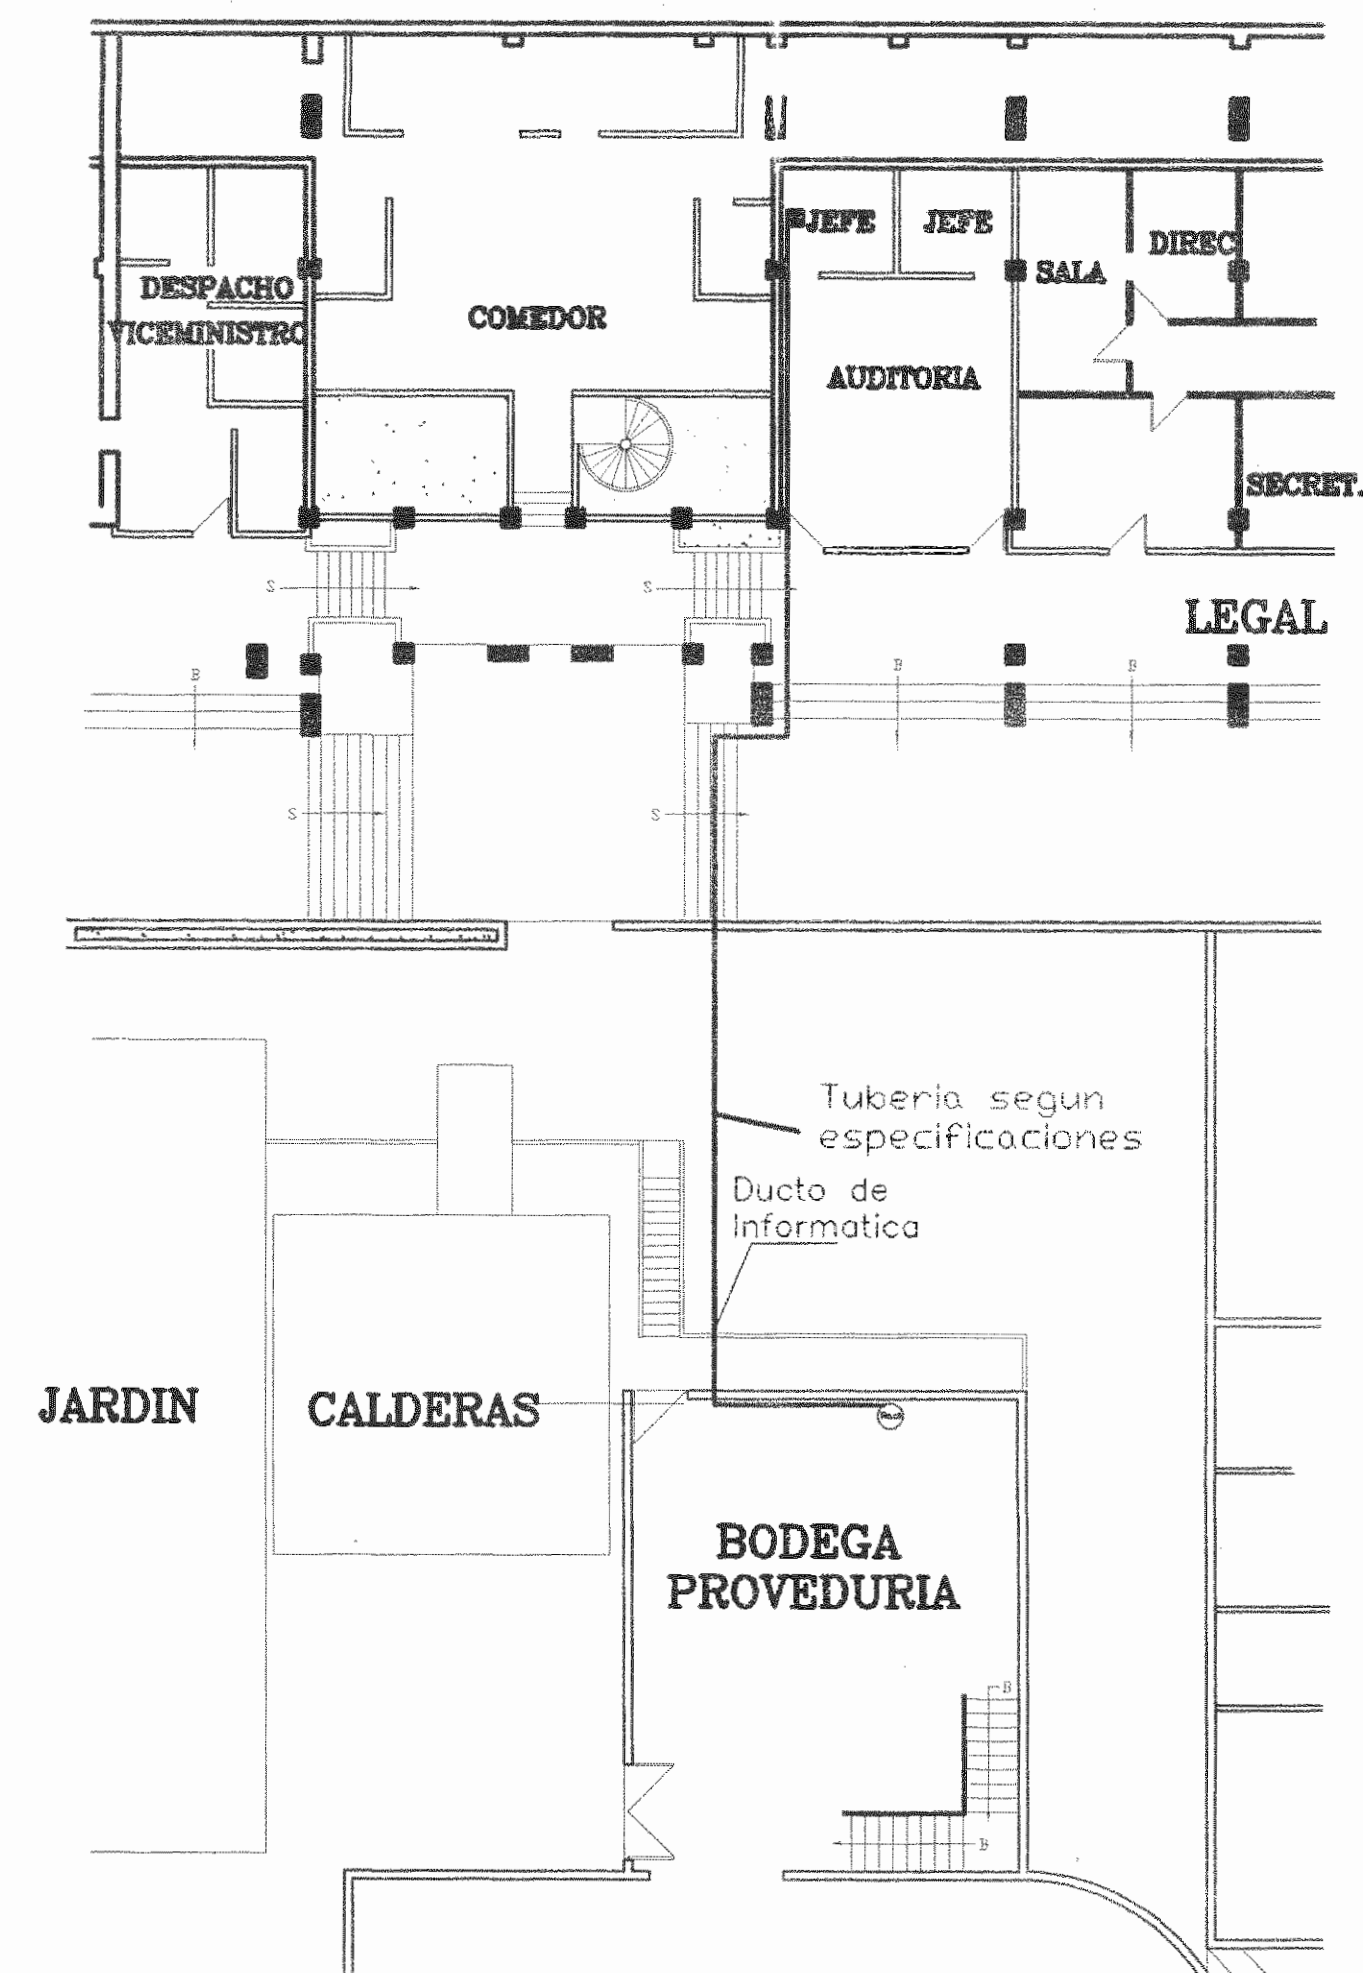 JEFE
JEFE
DIREC
SALA
DESPACHO
VICEMINISTRO
COMEDOR
AUDITORIA
SECRET.
S
S
LEGAL
B
B
B
S
S
Tuberia segun
especificaciones
Ducto de
Informatica
JARDIN
CALDERAS
BODEGA
PROVEDURIA
B
B